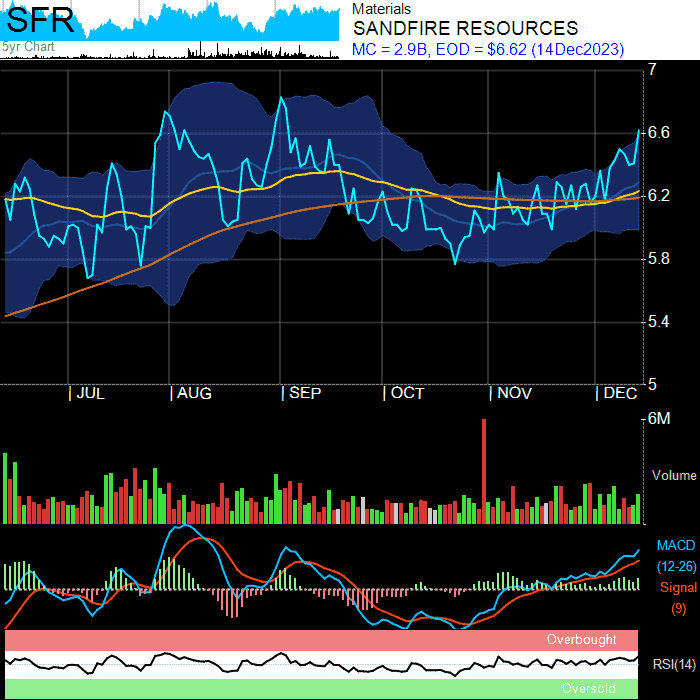 SFR
5yr Chart
Materials
SANDFIRE RESOURCES
MC = 2.9B, EOD = $6.62 (14Dec2023)
7
6.6
6.2
5.8
5.4
5
JUL
AUG
SEP
OCT
NOV
DEC
6M
Volume
MACD
(12-26)
Signal
(9)
Overbought
RSI(14)
Oversold